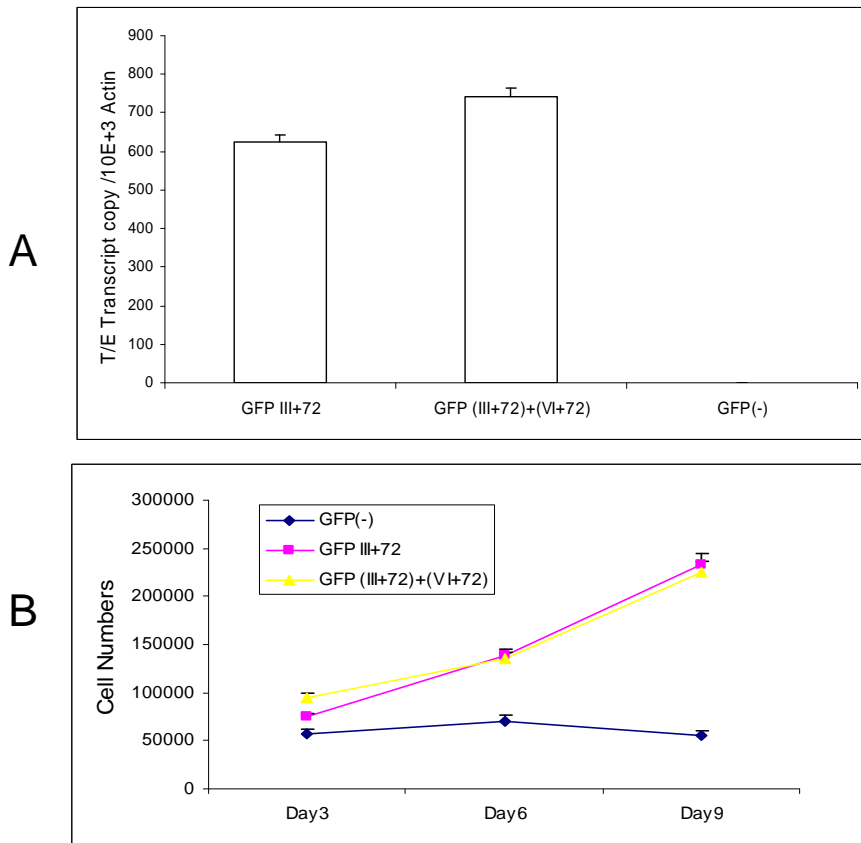 A
T/E Transcript copy /10E+3 Actin
900
800
700
600
500
400
300
200
100
0
GFP III+72 GFP (III+72)+(VI+72) GFP(-)
B
Cell Numbers
300000
250000
200000
150000
100000
50000
0
GFP(-)
GFP III+72
GFP (III+72)+(VI+72)
Day3 Day6 Day9